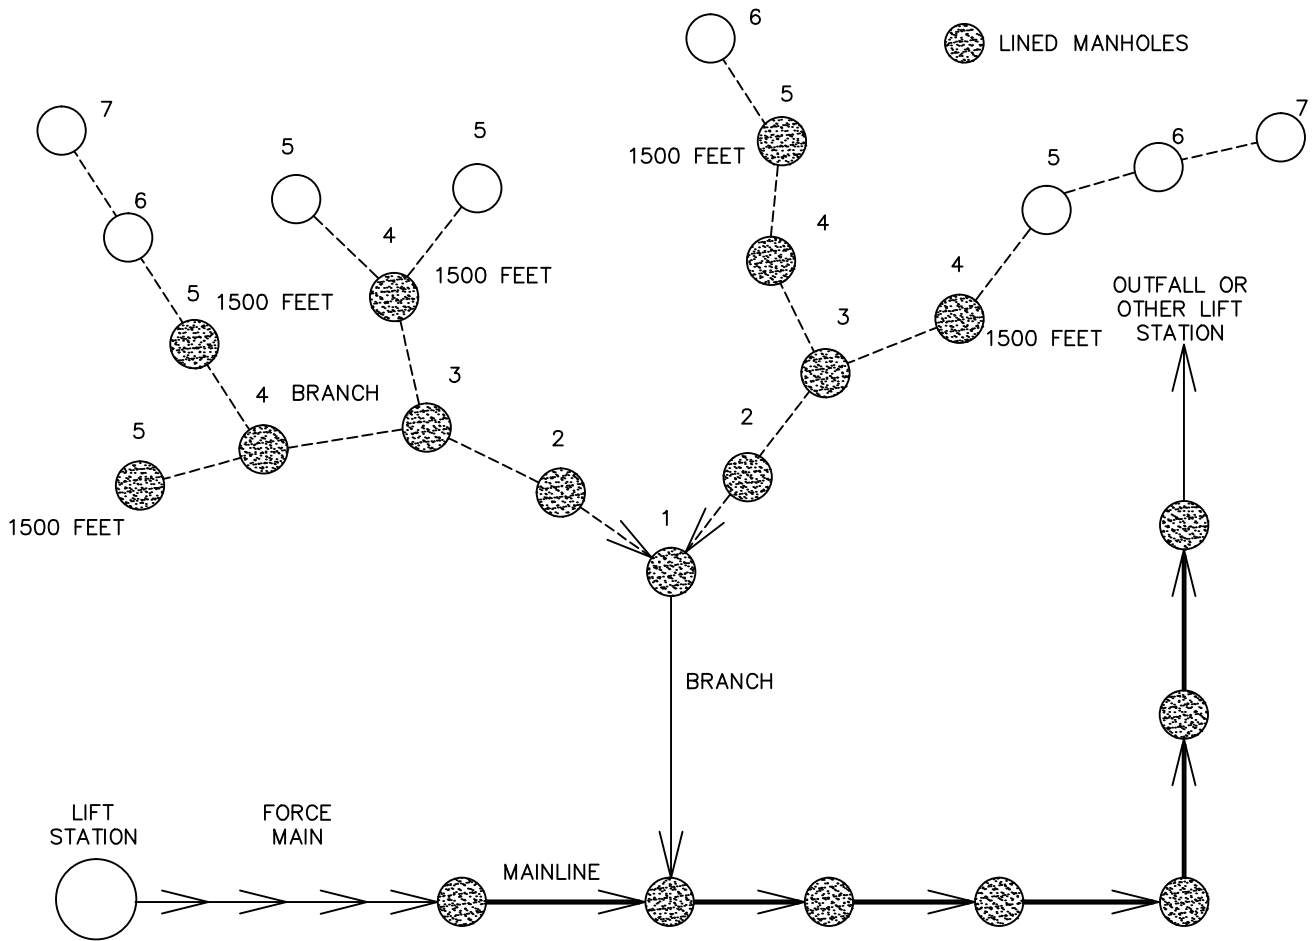 6
LINED MANHOLES
5
7
7
5
5
6
1500 FEET
5
6
4
4
1500 FEET
4
5
1500 FEET
OUTFALL OR
OTHER LIFT
STATION
3
1500 FEET
3
4
BRANCH
2
5
2
1500 FEET
1
BRANCH
LIFT
STATION
FORCE
MAIN
MAINLINE